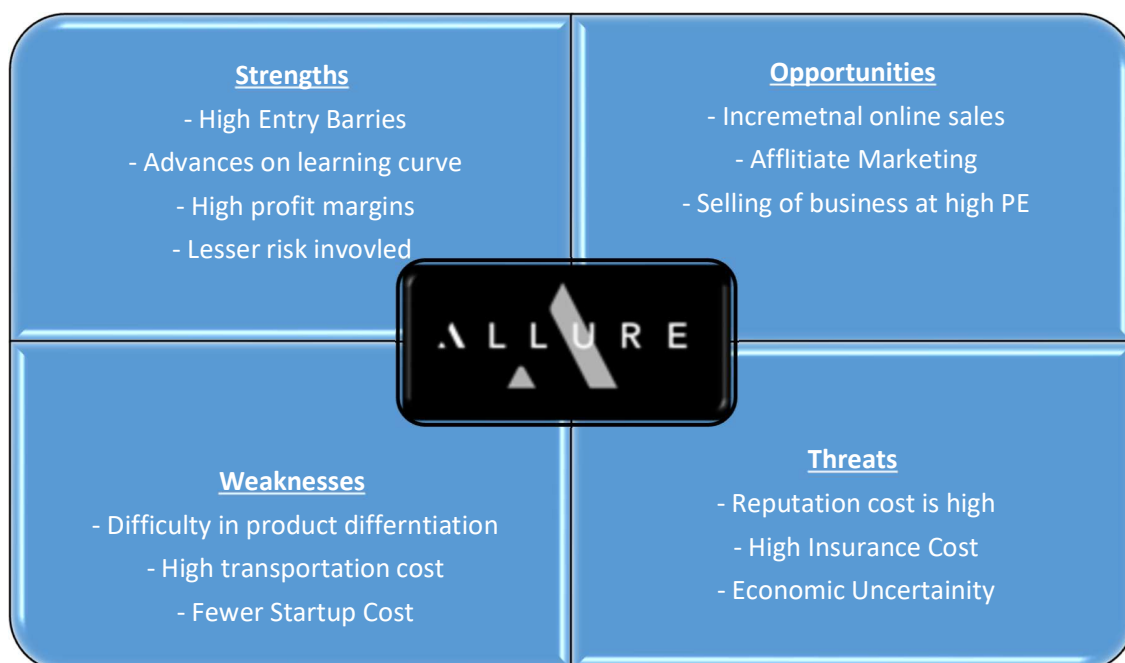 Strengths
- High Entry Barries
- Advances on learning curve
- High profit margins
- Lesser risk invovled
Opportunities
- Incremetnal online sales
- Afflitiate Marketing
- Selling of business at high PE
ALLURE
Weaknesses
- Difficulty in product differntiation
- High transportation cost
- Fewer Startup Cost
Threats
- Reputation cost is high
- High Insurance Cost
- Economic Uncertainity